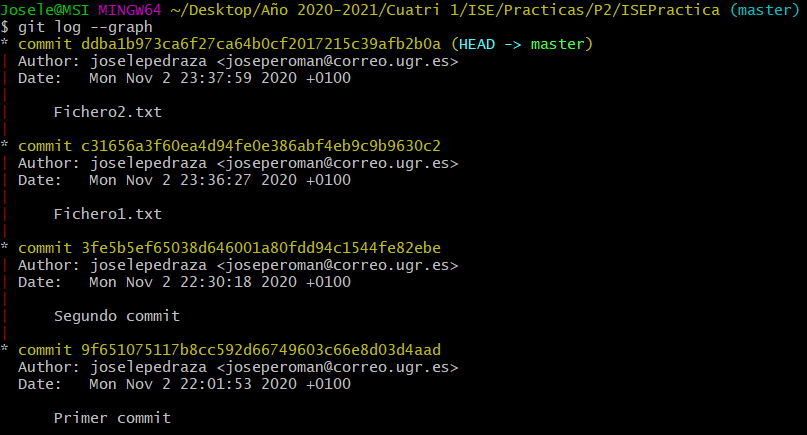 Josele@MSI MINGW64 ~/Desktop/Año 2020-2021/Cuatri 1/ISE/Practicas/P2/ISEPractica (master)
$ git log --graph
* commit ddba1b973ca6f27ca64b0cf2017215c39afb2b0a (HEAD -> master)
| Author: joselepedraza <joseperoman@correo.ugr.es>
| Date:   Mon Nov 2 23:37:59 2020 +0100
|
|     Fichero2.txt
|
* commit c31656a3f60ea4d94fe0e386abf4eb9c9b9630c2
| Author: joselepedraza <joseperoman@correo.ugr.es>
| Date:   Mon Nov 2 23:36:27 2020 +0100
|
|     Fichero1.txt
|
* commit 3fe5b5ef65038d646001a80fdd94c1544fe82ebe
| Author: joselepedraza <joseperoman@correo.ugr.es>
| Date:   Mon Nov 2 22:30:18 2020 +0100
|
|     Segundo commit
|
* commit 9f651075117b8cc592d66749603c66e8d03d4aad
  Author: joselepedraza <joseperoman@correo.ugr.es>
  Date:   Mon Nov 2 22:01:53 2020 +0100

      Primer commit